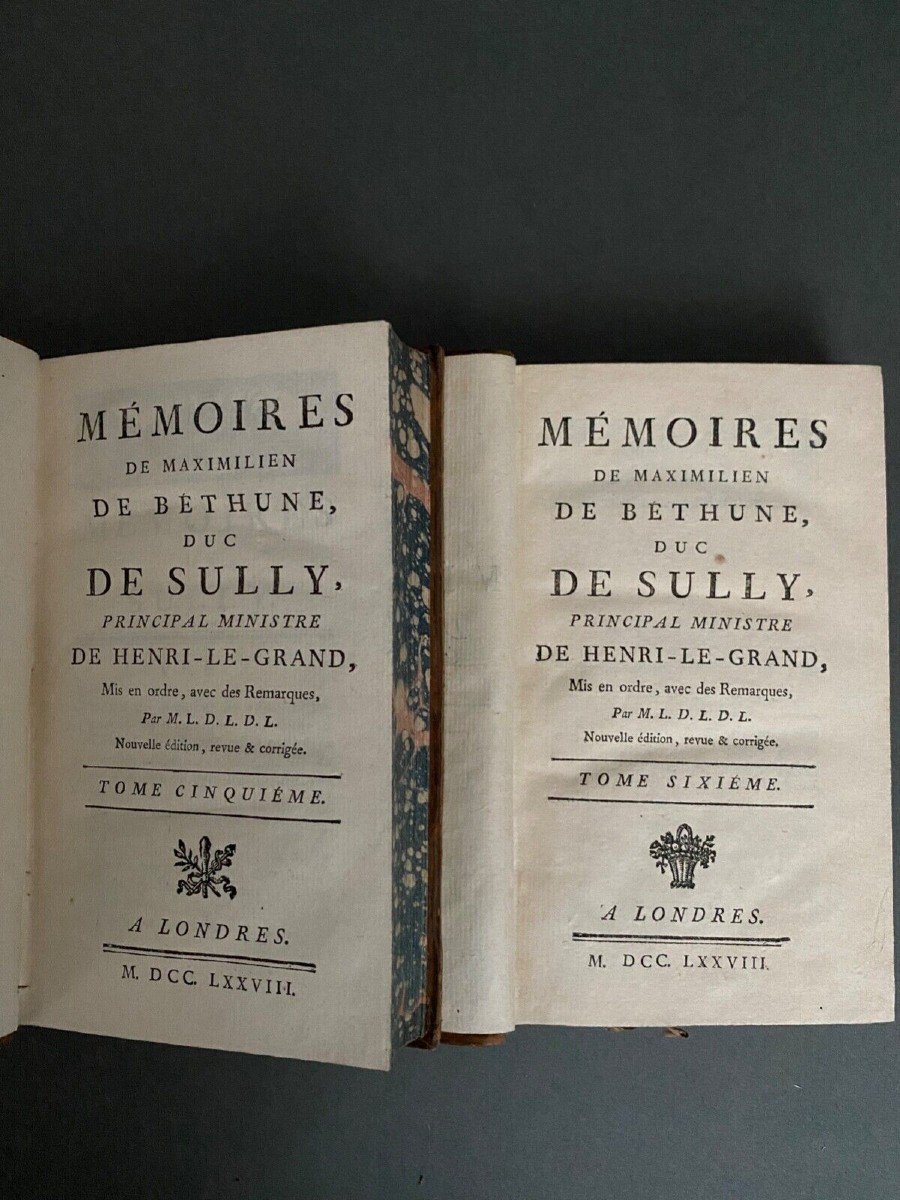 MÉMOIRES
DE MAXIMILIEN
DE BÉTHUNE,
DUC
DE SULLY,
PRINCIPAL MINISTRE
DE HENRI-LE-GRAND,
Mis en ordre, avec des Remarques,
Par M. L. D. L. D. L.
Nouvelle édition, revue & corrigée.
TOME CINQUIÉME.
A LONDRES.
M. DCC. LXXVIII.
MÉMOIRES
DE MAXIMILIEN
DE BÉTHUNE,
DUC
DE SULLY,
PRINCIPAL MINISTRE
DE HENRI-LE-GRAND,
Mis en ordre, avec des Remarques,
Par M. L. D. L. D. L.
Nouvelle édition, revue & corrigée.
TOME SIXIÉME.
A LONDRES.
M. DCC. LXXVIII.